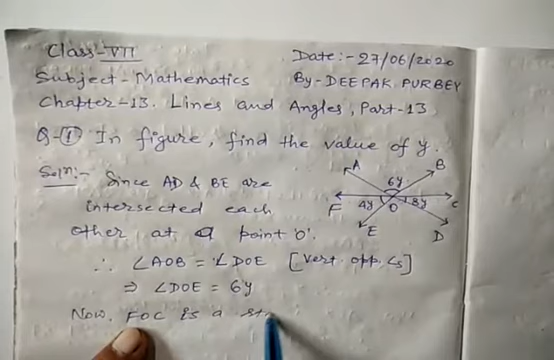 Class-VII
Date:-27/06/2020
Subject-Mathematics
By-DEEPAK PURBEY
Chapter-13. Lines and Angles, Part-13
Q-① In figure, find the value of y.
Soln:- Since AD & BE are
intersected each
other at a point 'O'.
∴ ∠AOB = ∠DOE [Vert. opp. ∠s]
⇒ ∠DOE = 6y
Now, FOC is a st
A
B
6y
F
4y
O
8y
C
E
D